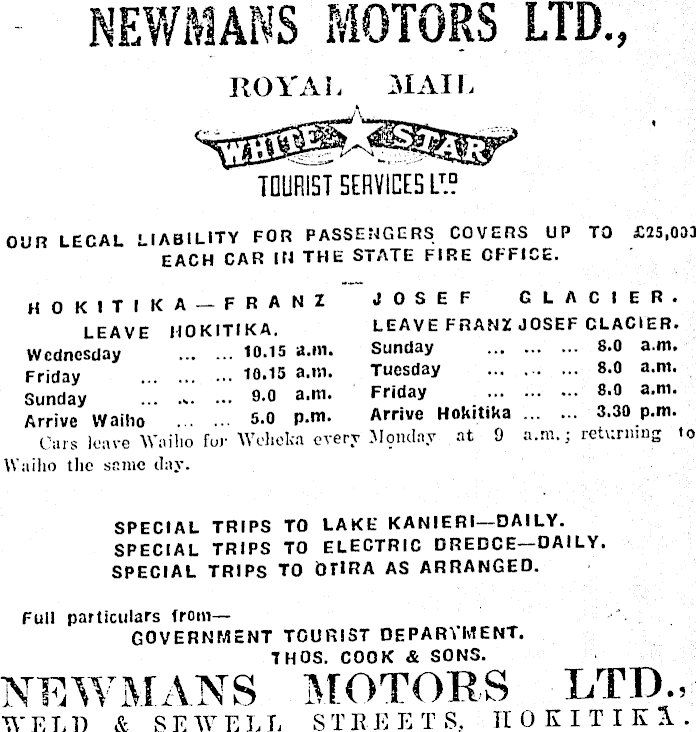 NEWMANS MOTORS LTD.,
ROYAL MAIL
WHITE STAR
TOURIST SERVICES LTD
OUR LEGAL LIABILITY FOR PASSENGERS COVERS UP TO £25,000
EACH CAR IN THE STATE FIRE OFFICE.
HOKITIKA—FRANZ JOSEF GLACIER.
LEAVE HOKITIKA.
Wednesday ... ... 10.15 a.m.
Friday ... ... ... 10.15 a.m.
Sunday ... ... ... 9.0 a.m.
Arrive Waiho ... ... 5.0 p.m.
LEAVE FRANZ JOSEF GLACIER.
Sunday ... ... ... 8.0 a.m.
Tuesday ... ... ... 8.0 a.m.
Friday ... ... ... 8.0 a.m.
Arrive Hokitika ... ... 3.30 p.m.
Cars leave Waiho for Weheka every Monday at 9 a.m.; returning to
Waiho the same day.
SPECIAL TRIPS TO LAKE KANIERI—DAILY.
SPECIAL TRIPS TO ELECTRIC DREDGE—DAILY.
SPECIAL TRIPS TO OTIRA AS ARRANGED.
Full particulars from—
GOVERNMENT TOURIST DEPARTMENT.
THOS. COOK & SONS.
NEWMANS MOTORS LTD.,
WELD & SEWELL STREETS, HOKITIKA.